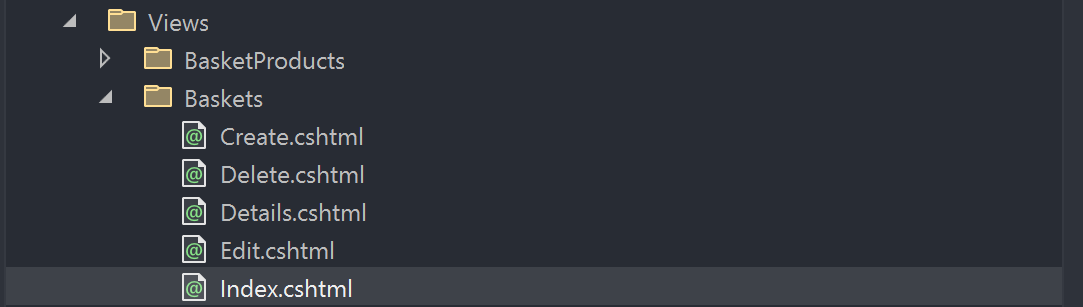 Views
BasketProducts
Baskets
Create.cshtml
Delete.cshtml
Details.cshtml
Edit.cshtml
Index.cshtml